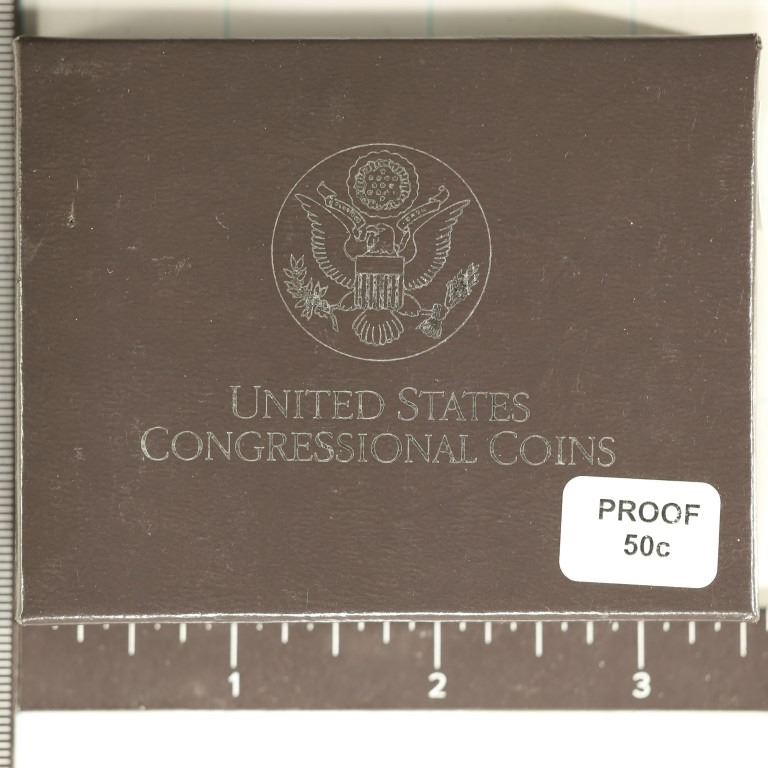 UNITED STATES
CONGRESSIONAL COINS
PROOF
50c
1 2 3